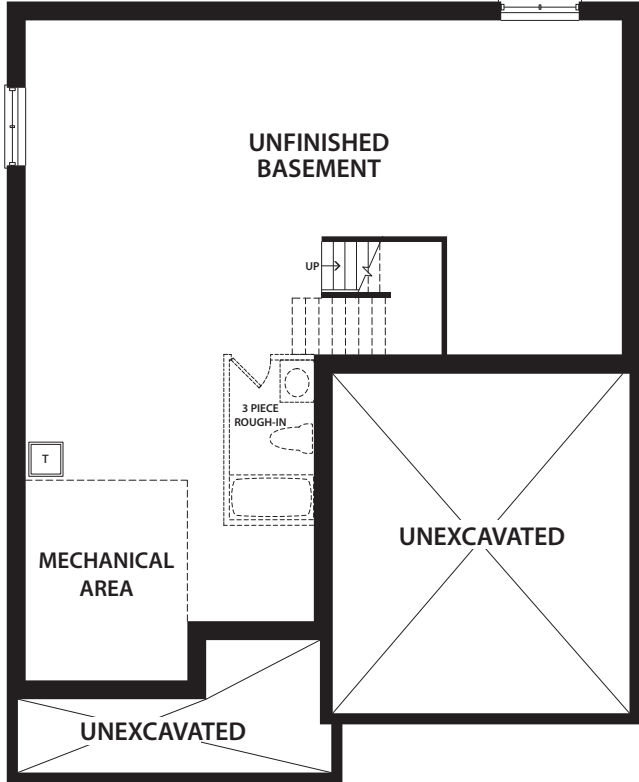 UNFINISHED
BASEMENT
UP
3 PIECE
ROUGH-IN
T
MECHANICAL
AREA
UNEXCAVATED
UNEXCAVATED